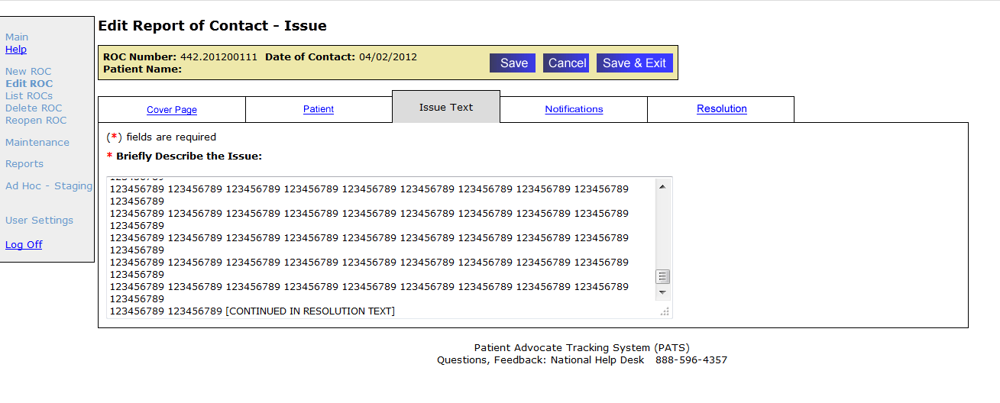 Edit Report of Contact - Issue
Main
Help
New ROC
Edit ROC
List ROCs
Delete ROC
Reopen ROC
Maintenance
Reports
Ad Hoc - Staging
User Settings
Log Off
ROC Number: 442.201200111 Date of Contact: 04/02/2012
Patient Name:
Save Cancel Save & Exit
Cover Page Patient Issue Text Notifications Resolution
(*) fields are required
* Briefly Describe the Issue:
123456789
123456789 123456789 123456789 123456789 123456789 123456789 123456789 123456789 123456789
123456789
123456789 123456789 123456789 123456789 123456789 123456789 123456789 123456789 123456789
123456789
123456789 123456789 123456789 123456789 123456789 123456789 123456789 123456789 123456789
123456789
123456789 123456789 123456789 123456789 123456789 123456789 123456789 123456789 123456789
123456789
123456789 123456789 123456789 123456789 123456789 123456789 123456789 123456789 123456789
123456789
123456789 123456789 [CONTINUED IN RESOLUTION TEXT]
Patient Advocate Tracking System (PATS)
Questions, Feedback: National Help Desk 888-596-4357